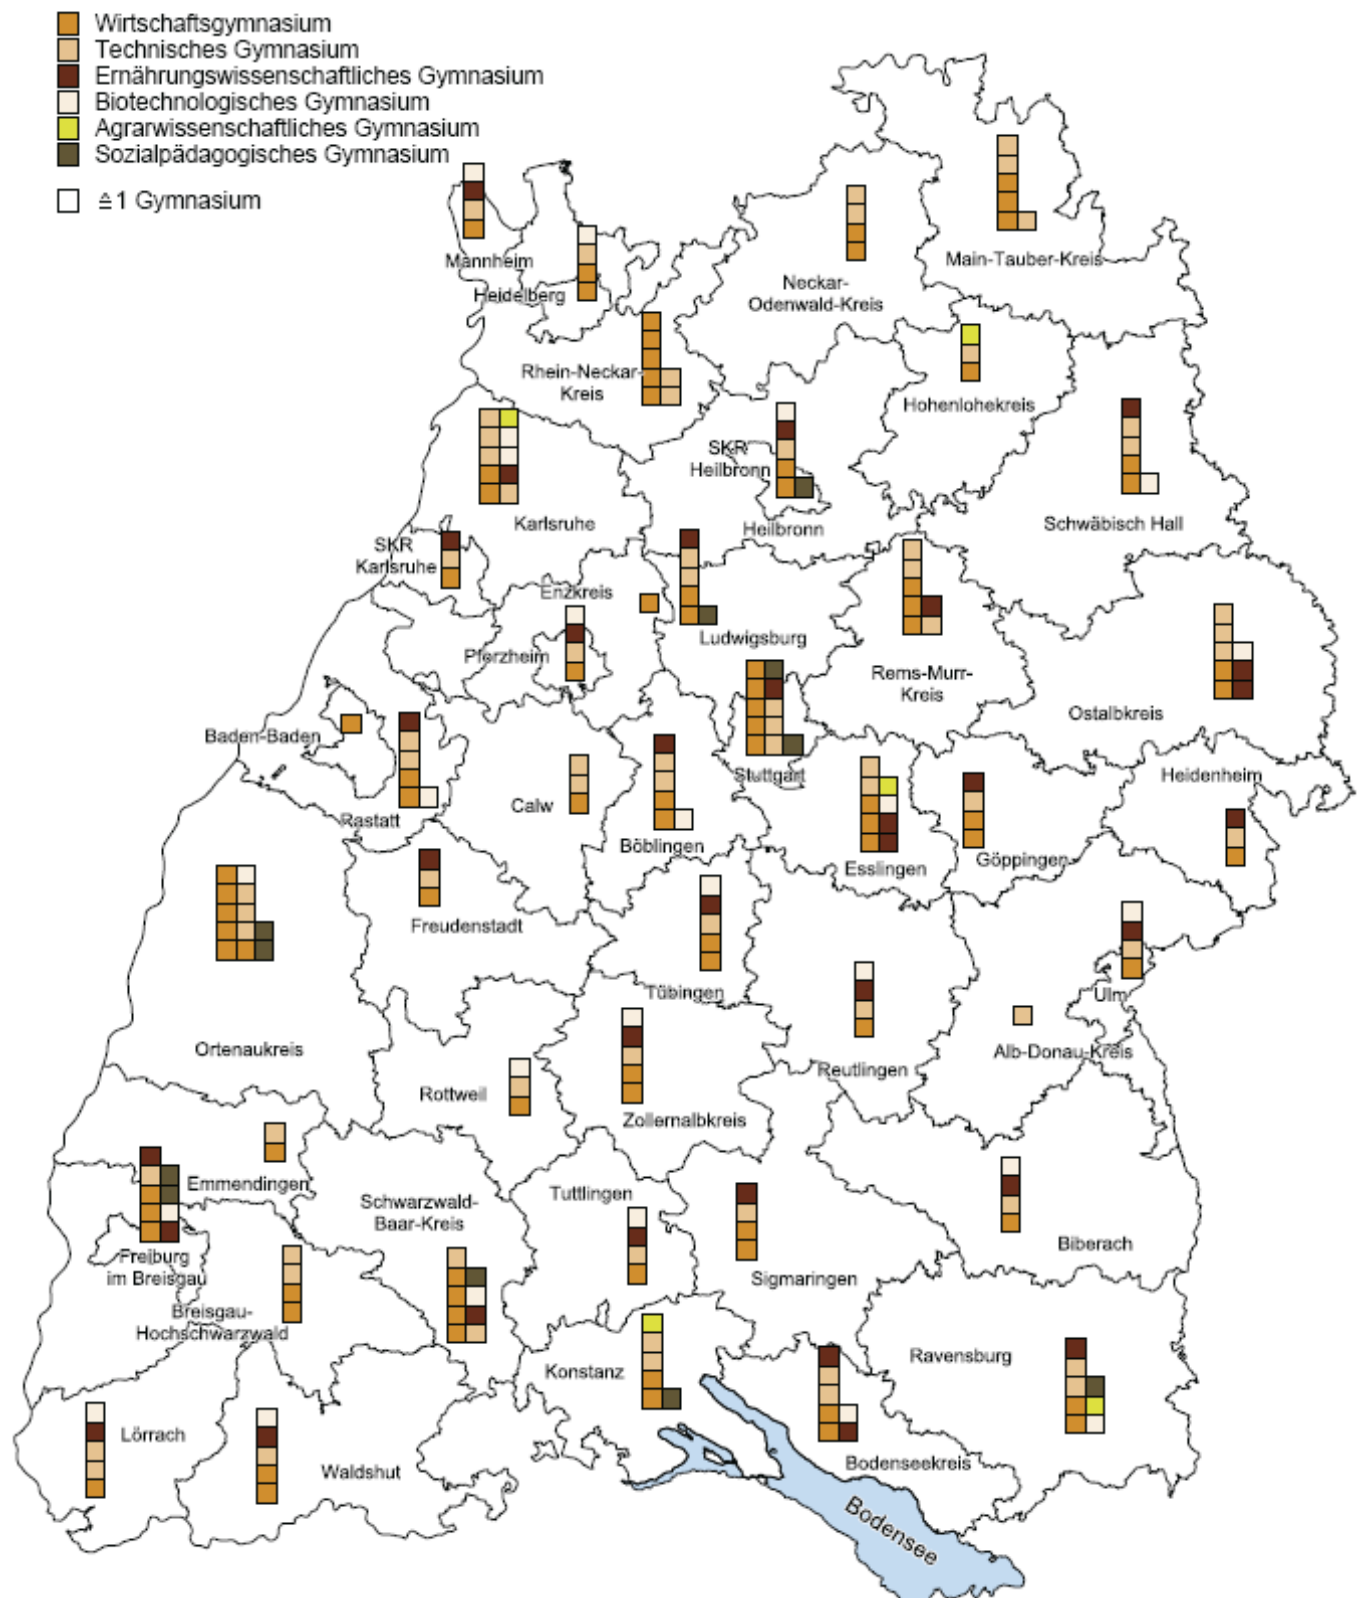 Wirtschaftsgymnasium
Technisches Gymnasium
Ernährungswissenschaftliches Gymnasium
Biotechnologisches Gymnasium
Agrarwissenschaftliches Gymnasium
Sozialpädagogisches Gymnasium
≙1 Gymnasium
Mannheim
Heidelberg
Neckar-
Odenwald-Kreis
Main-Tauber-Kreis
Rhein-Neckar-
Kreis
Hohenlohekreis
SKR
Heilbronn
Karlsruhe
Heilbronn
Schwäbisch Hall
SKR
Karlsruhe
Enzkreis
Ludwigsburg
Pforzheim
Rems-Murr-
Kreis
Ostalbkreis
Baden-Baden
Stuttgart
Heidenheim
Rastatt
Calw
Böblingen
Esslingen
Göppingen
Freudenstadt
Tübingen
Ulm
Ortenaukreis
Alb-Donau-Kreis
Reutlingen
Rottweil
Zollernalbkreis
Emmendingen
Schwarzwald-
Baar-Kreis
Tuttlingen
Freiburg
im Breisgau
Biberach
Sigmaringen
Breisgau-
Hochschwarzwald
Konstanz
Ravensburg
Lörrach
Waldshut
Bodenseekreis
Bodensee